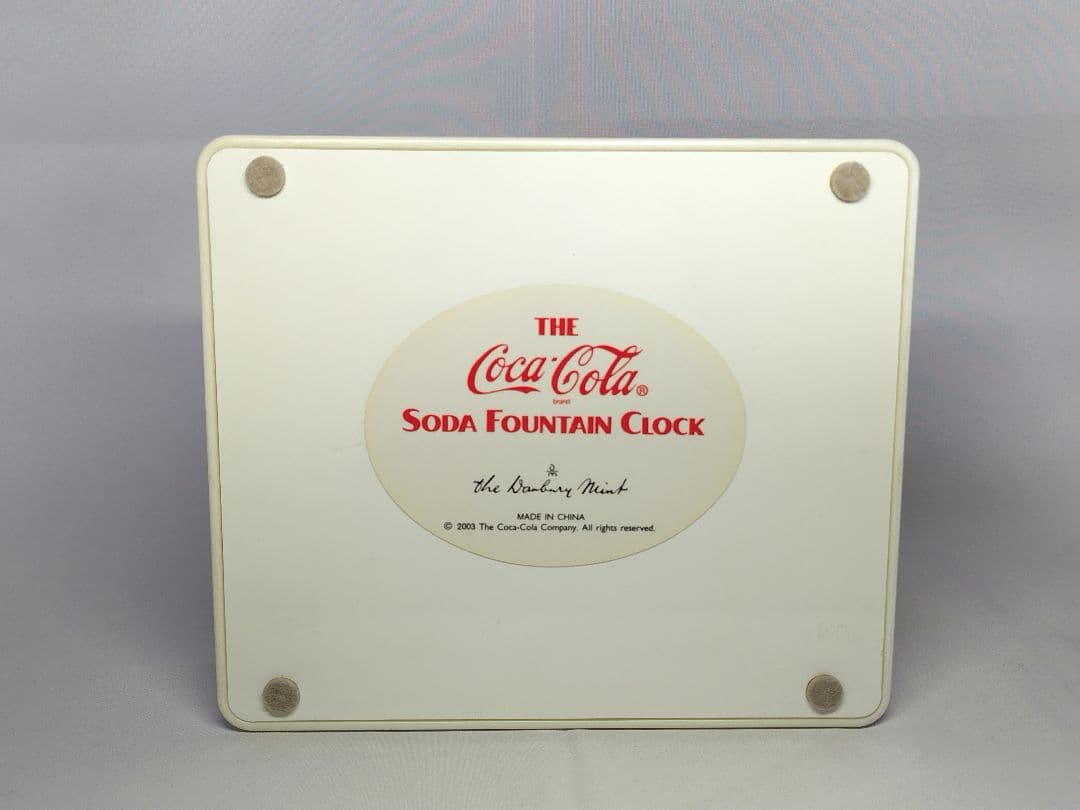 THE
Coca-Cola®
brand
SODA FOUNTAIN CLOCK
the Danbury Mint
MADE IN CHINA
© 2003 The Coca-Cola Company. All rights reserved.